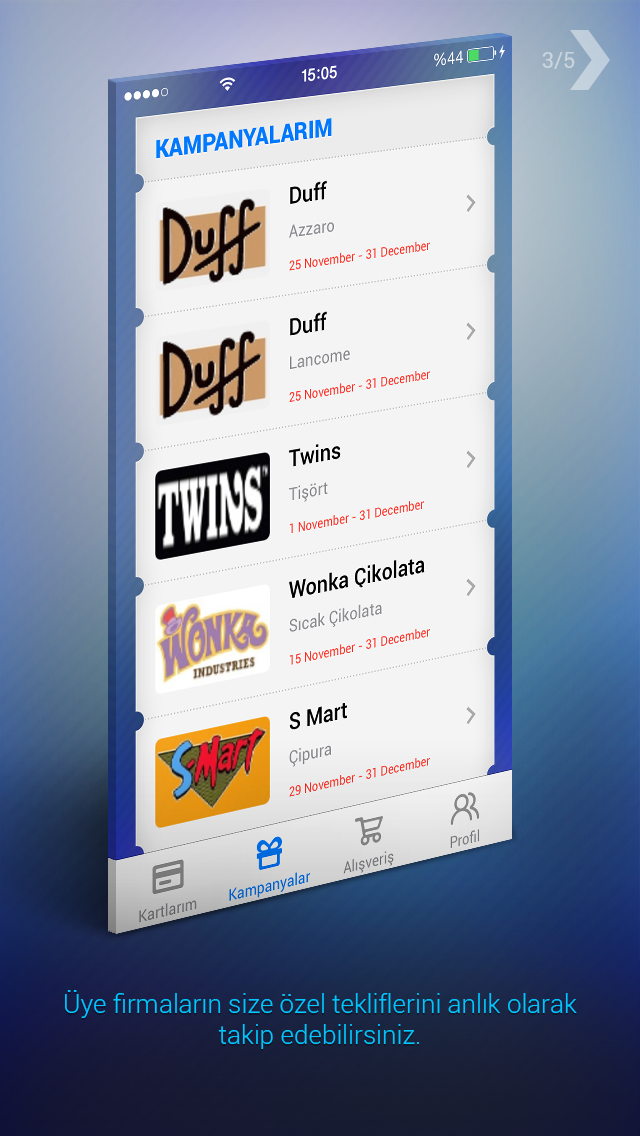 %44
15:05
3/5
KAMPANYALARIM
Duff
Duff
Azzaro
25 November - 31 December
Duff
Duff
Lancome
25 November - 31 December
TWINS
Twins
Tişört
1 November - 31 December
WONKA
INDUSTRIES
Wonka Çikolata
Sıcak Çikolata
15 November - 31 December
S-Mart
S Mart
Çipura
29 November - 31 December
Kartlarım
Kampanyalar
Alışveriş
Profil
Üye firmaların size özel tekliflerini anlık olarak
takip edebilirsiniz.